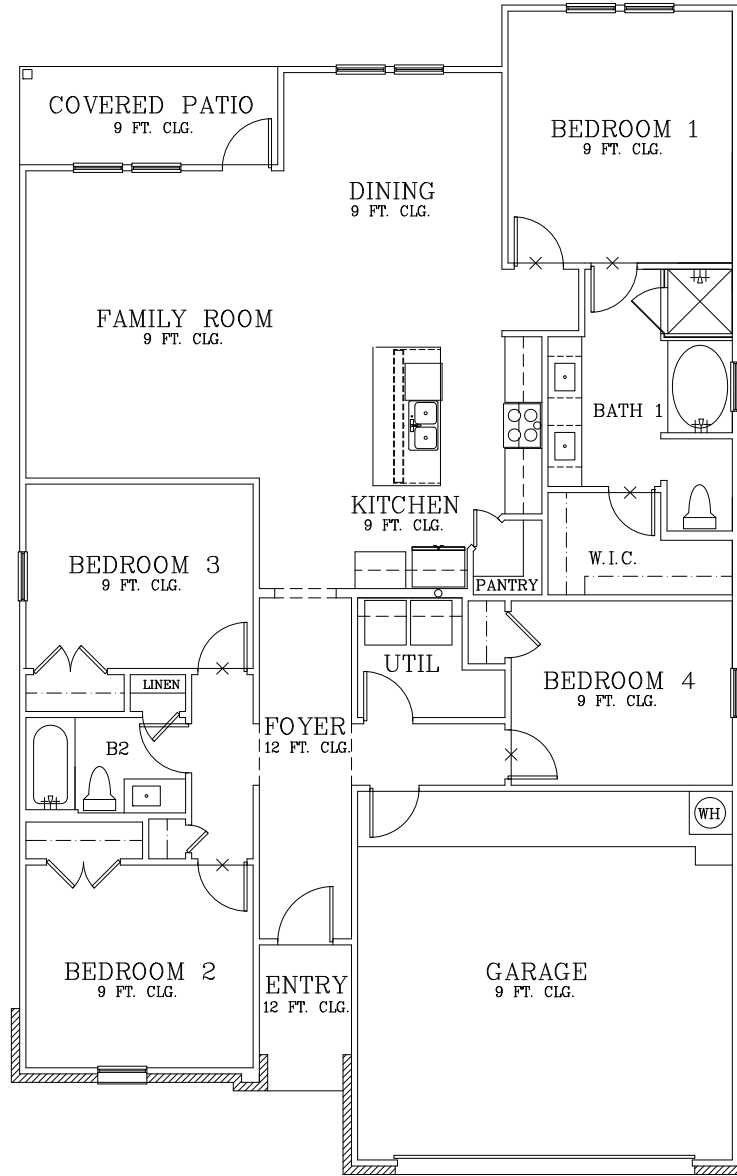 COVERED PATIO
9 FT. CLG.
BEDROOM 1
9 FT. CLG.
DINING
9 FT. CLG.
FAMILY ROOM
9 FT. CLG.
BATH 1
KITCHEN
9 FT. CLG.
BEDROOM 3
9 FT. CLG.
W.I.C.
PANTRY
UTIL
LINEN
BEDROOM 4
9 FT. CLG.
FOYER
12 FT. CLG.
B2
WH
BEDROOM 2
9 FT. CLG.
ENTRY
12 FT. CLG.
GARAGE
9 FT. CLG.